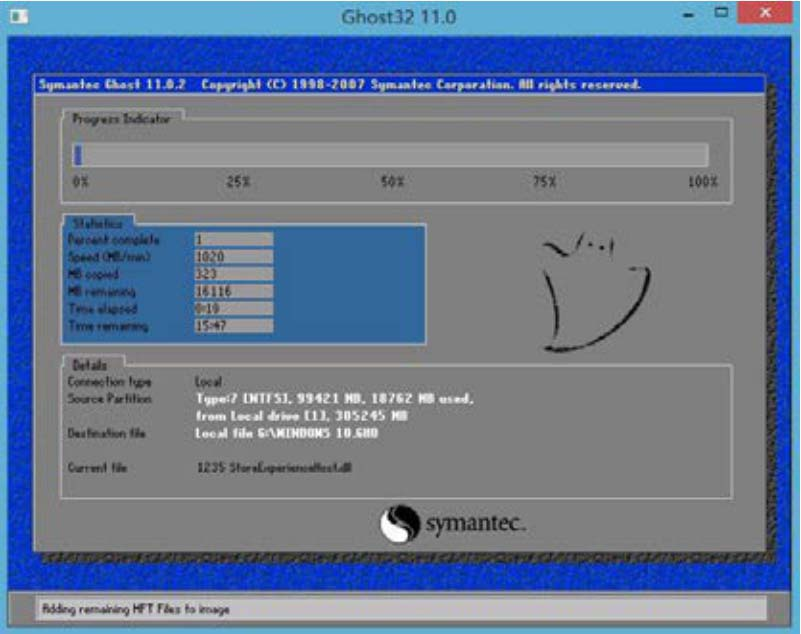 Ghost32 11.0
Symantec Ghost 11.0.2 Copyright (C) 1998-2007 Symantec Corporation. All rights reserved.
Progress Indicator
0% 25% 50% 75% 100%
Statistics
Percent complete 1
Speed (MB/min) 1020
MB copied 323
MB remaining 16116
Time elapsed 0:19
Time remaining 15:47
Details
Connection type Local
Source Partition Type:7 [NTFS], 99421 MB, 18762 MB used,
from Local drive [1], 305245 MB
Destination file Local file G:\WINDOWS 10.GHO
Current file 1235 StoreExperienceHost.dll
symantec.
Adding remaining MFT Files to image